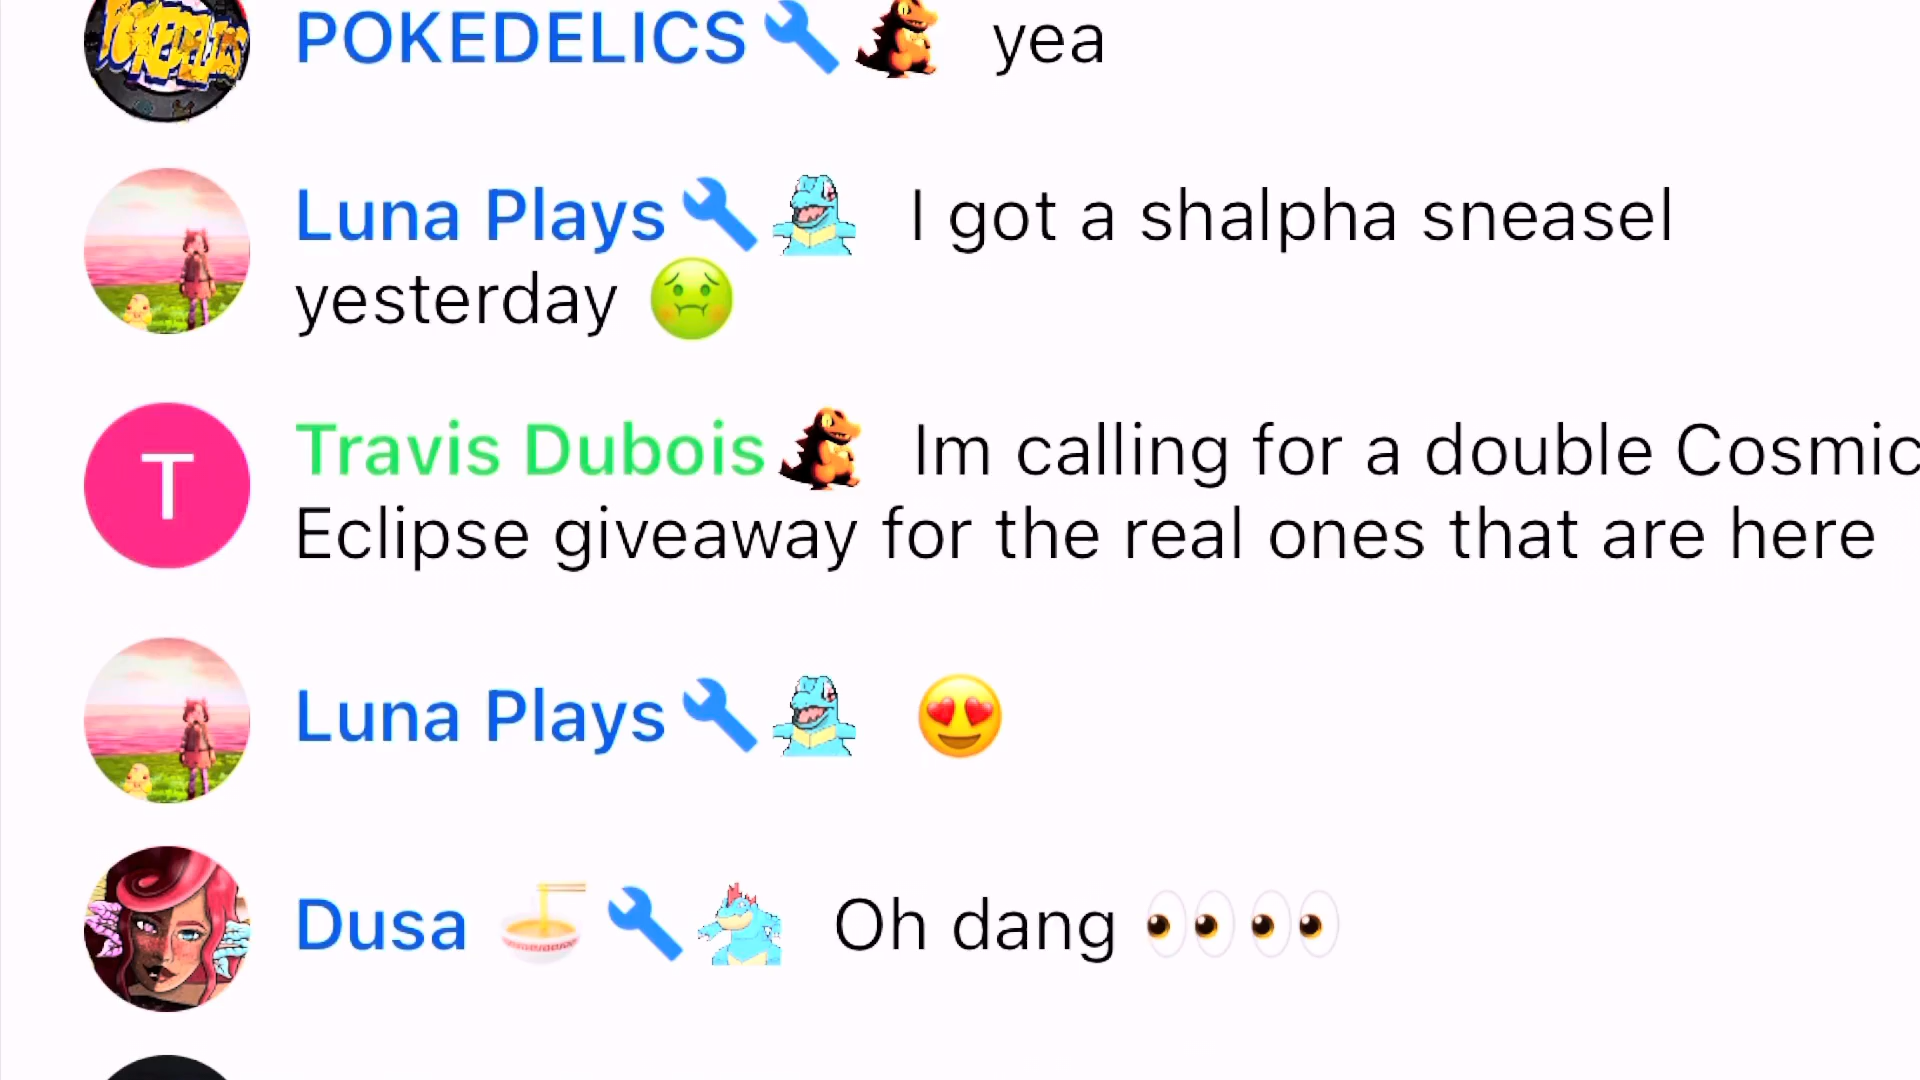 POKEDELICS
POKEDELICS🔧 yea
Luna Plays🔧 I got a shalpha sneasel
yesterday 🤢
T
Travis Dubois Im calling for a double Cosmic
Eclipse giveaway for the real ones that are here
Luna Plays🔧 😍
Dusa 🍜🔧 Oh dang 👀👀